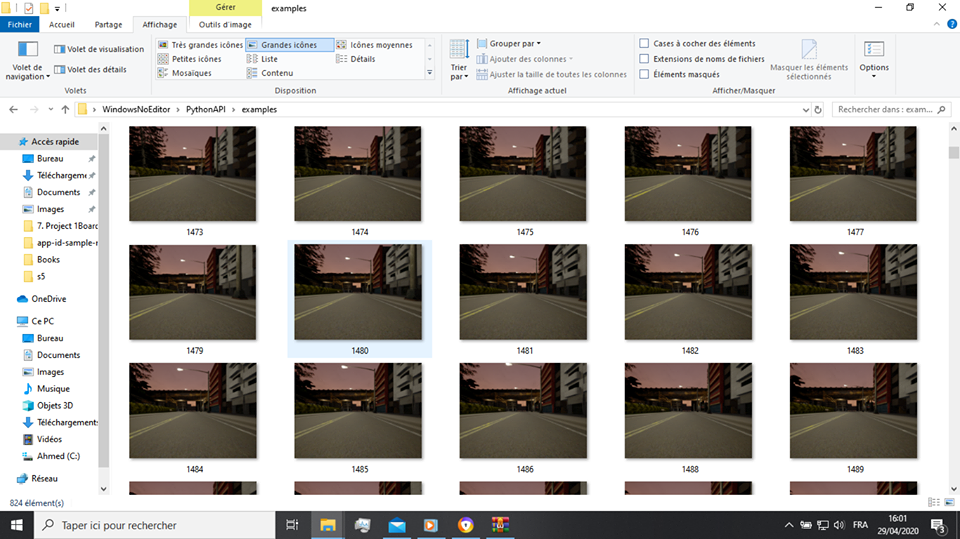 Gérer
examples
Fichier
Accueil
Partage
Affichage
Outils d'image
Volet de navigation
Volet de visualisation
Volet des détails
Volets
Très grandes icônes
Grandes icônes
Icônes moyennes
Petites icônes
Liste
Détails
Mosaïques
Contenu
Disposition
Trier par
Grouper par
Ajouter des colonnes
Ajuster la taille de toutes les colonnes
Affichage actuel
Cases à cocher des éléments
Extensions de noms de fichiers
Éléments masqués
Masquer les éléments sélectionnés
Afficher/Masquer
Options
WindowsNoEditor > PythonAPI > examples
Rechercher dans : exam...
Accès rapide
Bureau
Téléchargeme
Documents
Images
7. Project 1Board
app-id-sample-r
Books
s5
OneDrive
Ce PC
Bureau
Documents
Images
Musique
Objets 3D
Téléchargements
Vidéos
Ahmed (C:)
Réseau
1473 1474 1475 1476 1477
1479 1480 1481 1482 1483
1484 1485 1486 1488 1489
824 élément(s)
Taper ici pour rechercher
FRA
16:01
29/04/2020
3